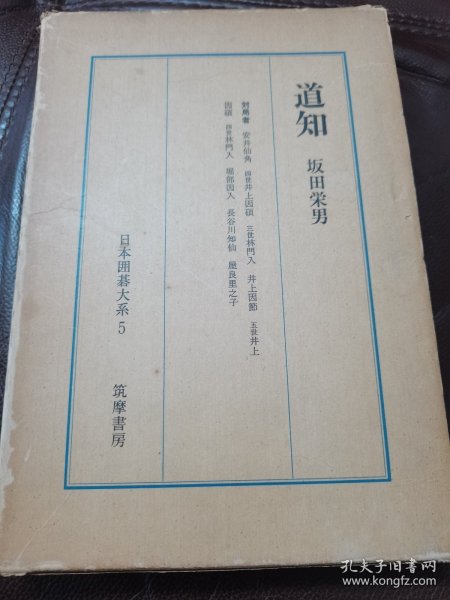 道知
坂田栄男
対局者 安井仙角 四世井上因碩 三世林門入 井上因節 五世井上
因碩 四世林門入 堀部因入 長谷川知仙 屋良里之子
日本囲碁大系5
筑摩書房
孔夫子旧书网
www.kongfz.com